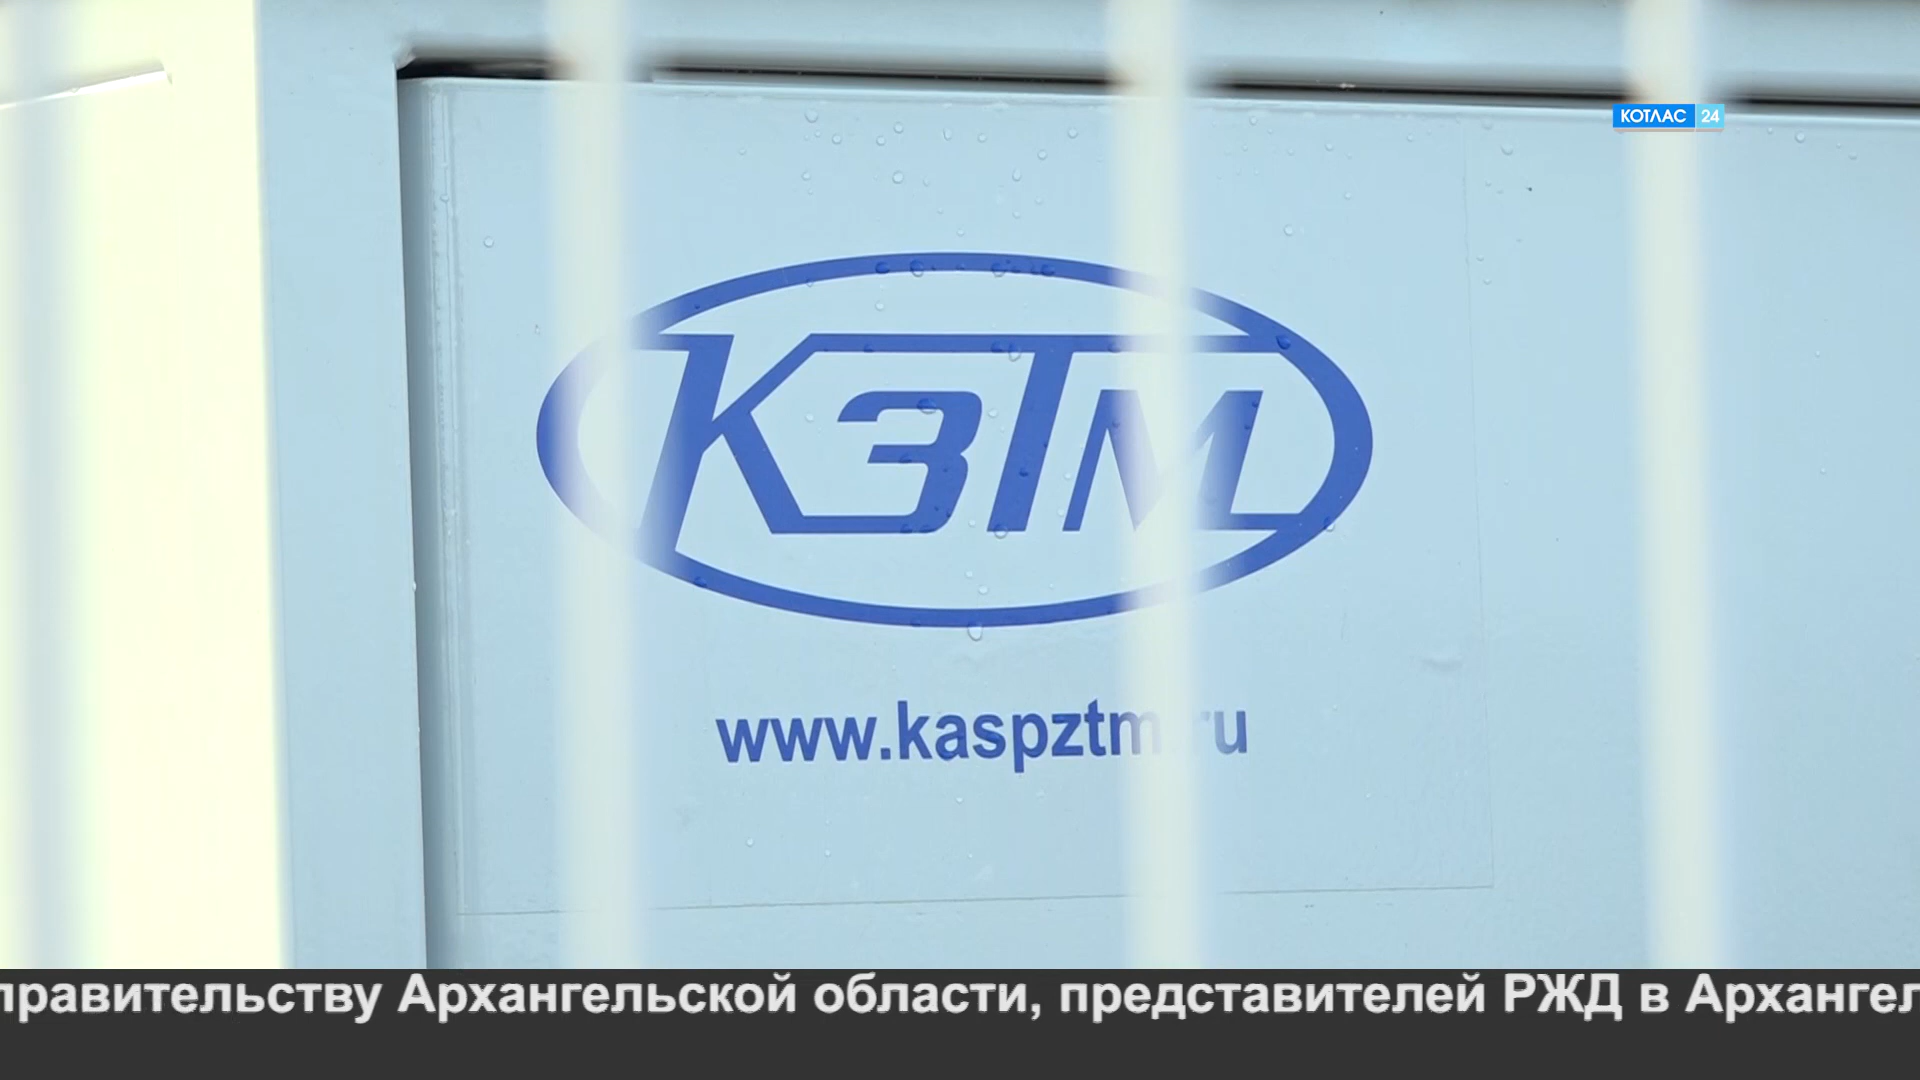 КОТЛАС 24
КЗТМ
www.kaspztm.ru
правительству Архангельской области, представителей РЖД в Архангел